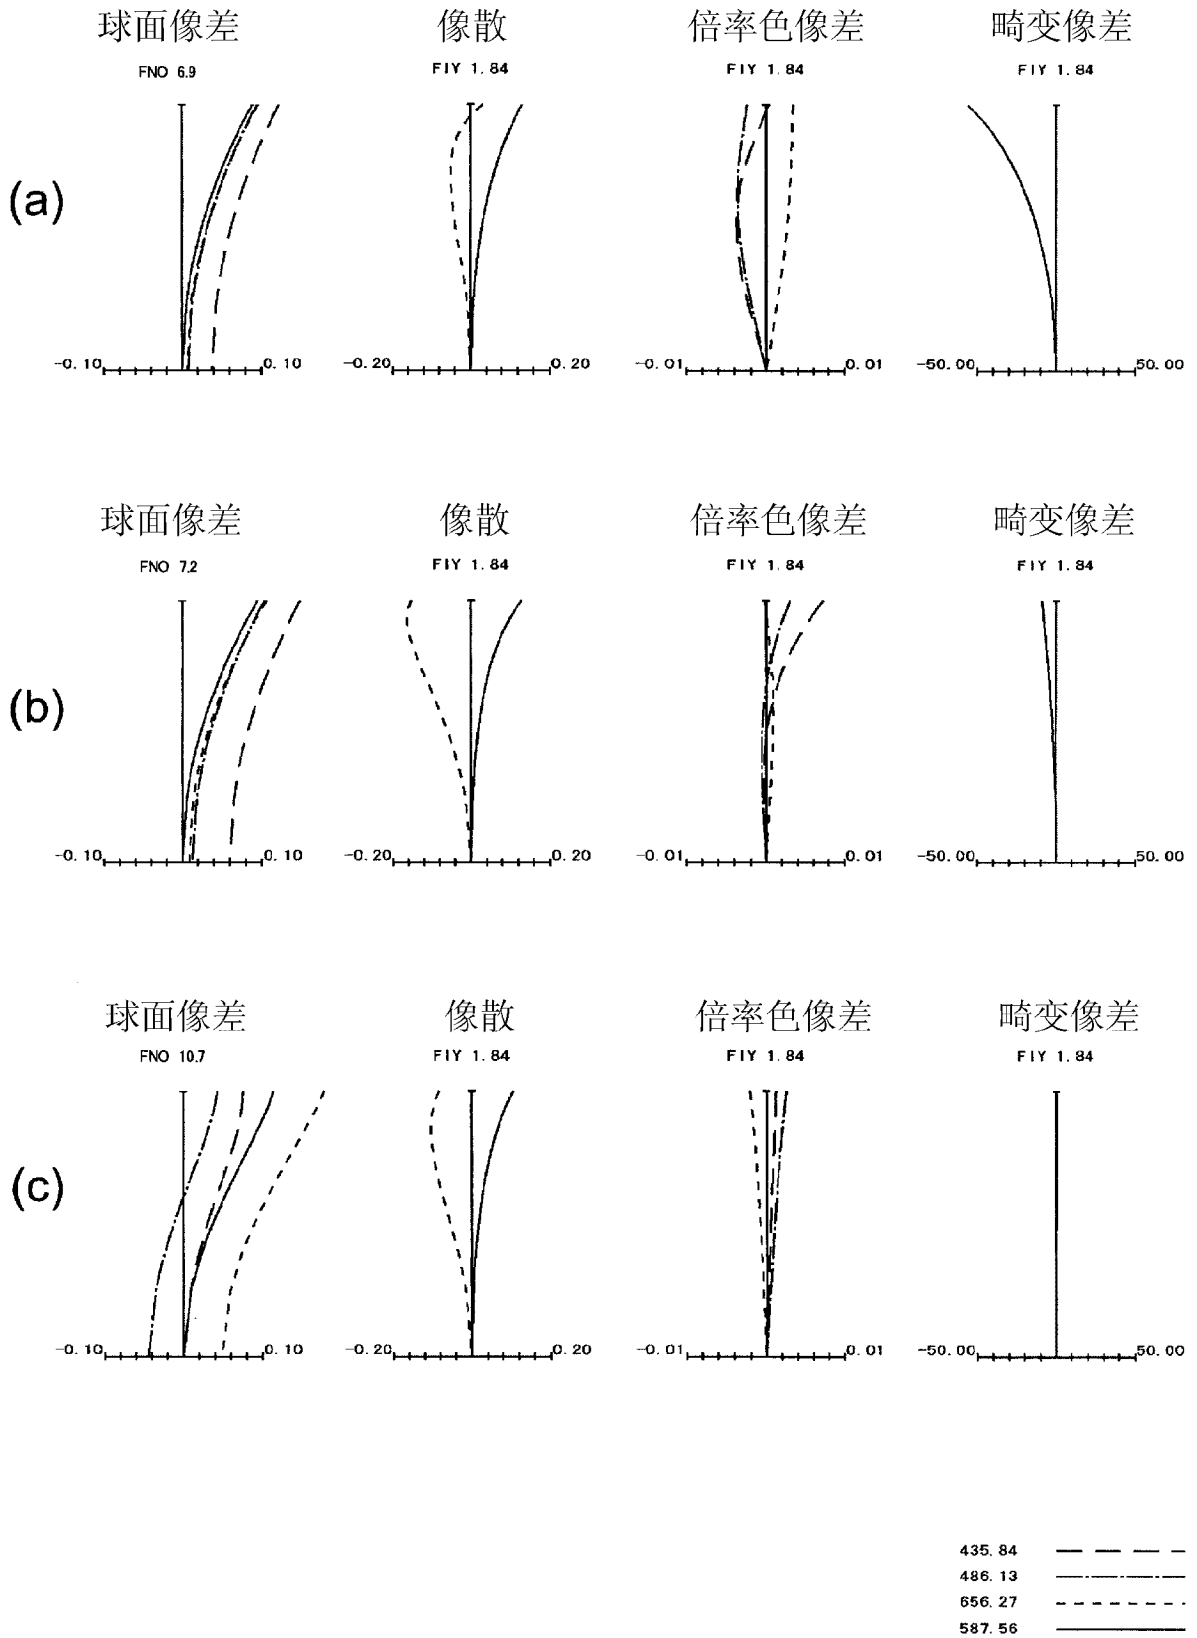 球面像差 像散 倍率色像差 畸变像差
FNO 6.9 FIY 1.84 FIY 1.84 FIY 1.84
(a)
-0.10 0.10 -0.20 0.20 -0.01 0.01 -50.00 50.00
球面像差 像散 倍率色像差 畸变像差
FNO 7.2 FIY 1.84 FIY 1.84 FIY 1.84
(b)
-0.10 0.10 -0.20 0.20 -0.01 0.01 -50.00 50.00
球面像差 像散 倍率色像差 畸变像差
FNO 10.7 FIY 1.84 FIY 1.84 FIY 1.84
(c)
-0.10 0.10 -0.20 0.20 -0.01 0.01 -50.00 50.00
435.84
486.13
656.27
587.56